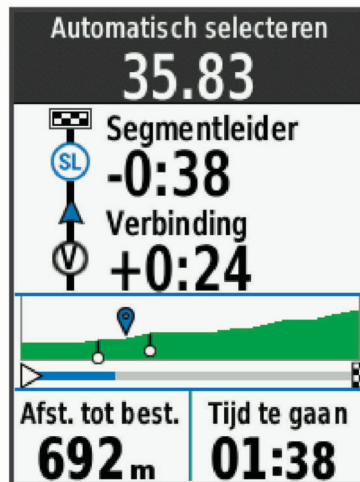 Automatisch selecteren
35.83
Segmentleider
SL
-0:38
Verbinding
V
+0:24
Afst. tot best.
692 m
Tijd te gaan
01:38